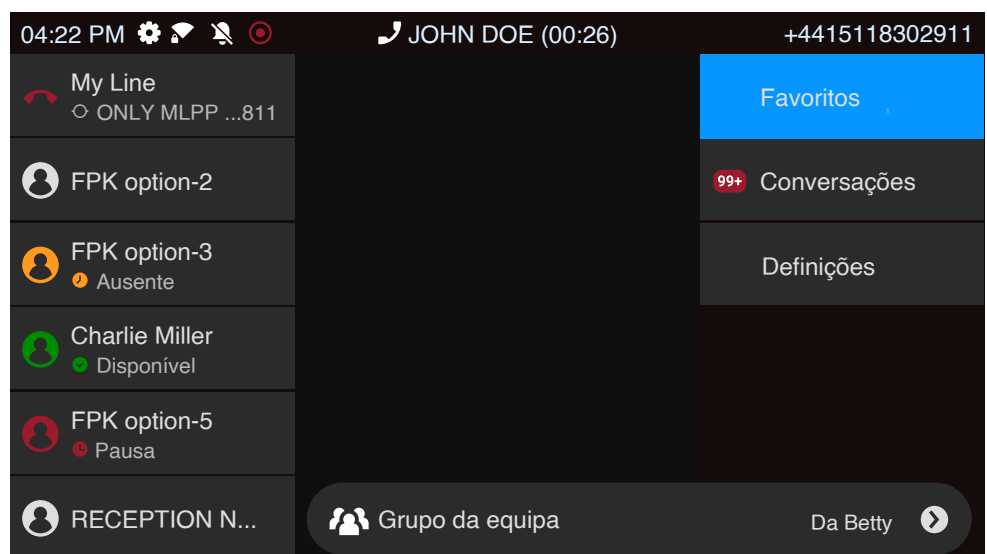 04:22 PM JOHN DOE (00:26) +4415118302911
My Line
ONLY MLPP ...811
FPK option-2
FPK option-3
Ausente
Charlie Miller
Disponível
FPK option-5
Pausa
RECEPTION N...
Favoritos
99+ Conversações
Definições
Grupo da equipa Da Betty